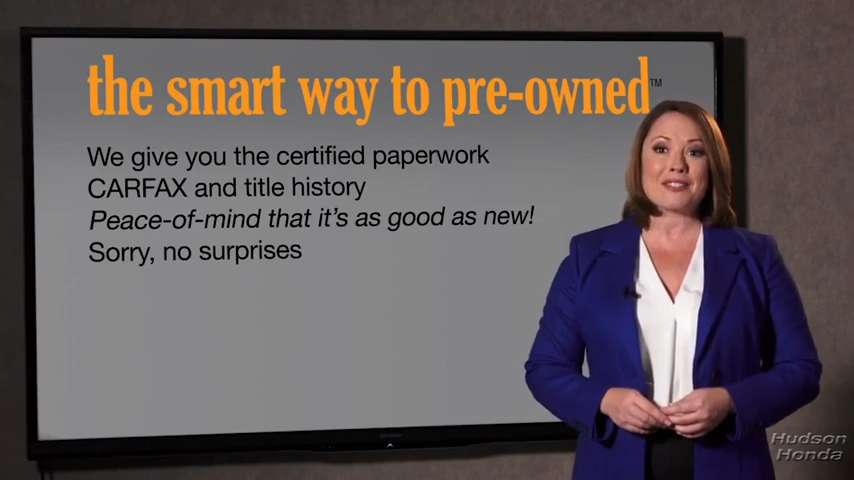 the smart way to pre-owned™
We give you the certified paperwork
CARFAX and title history
Peace-of-mind that it's as good as new!
Sorry, no surprises
Hudson
Honda